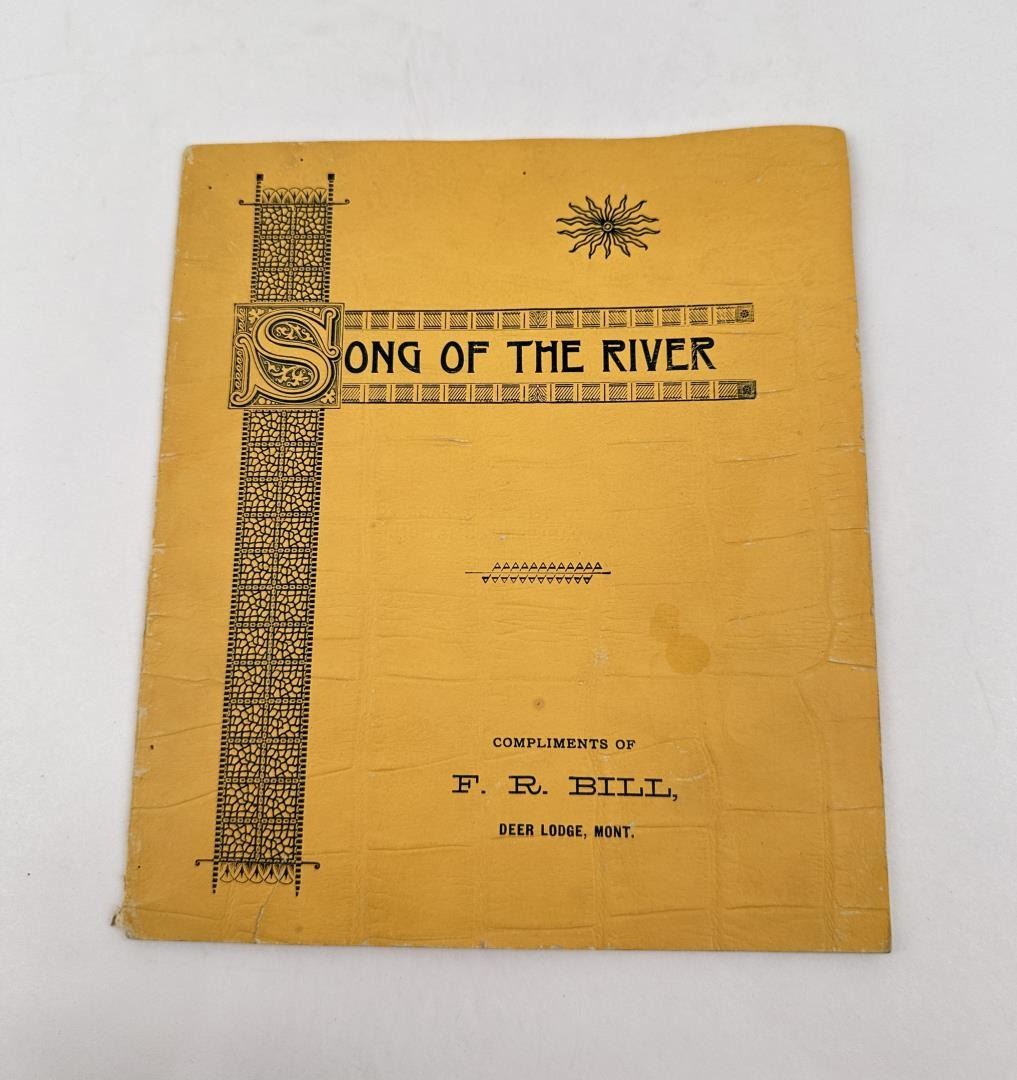 SONG OF THE RIVER
COMPLIMENTS OF
F. R. BILL,
DEER LODGE, MONT.